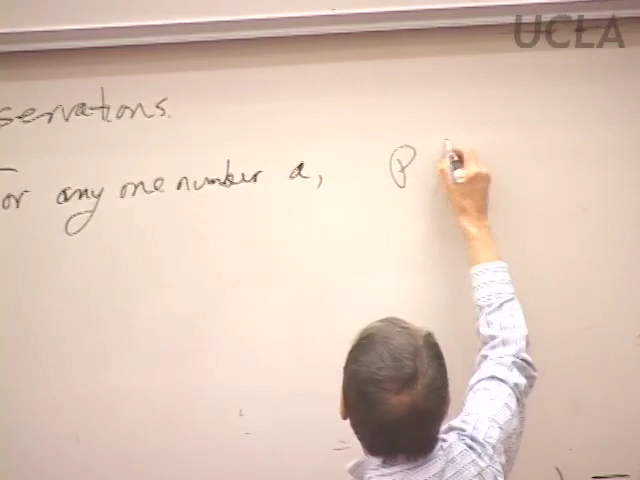 UCLA
servations.
or any one number a, P